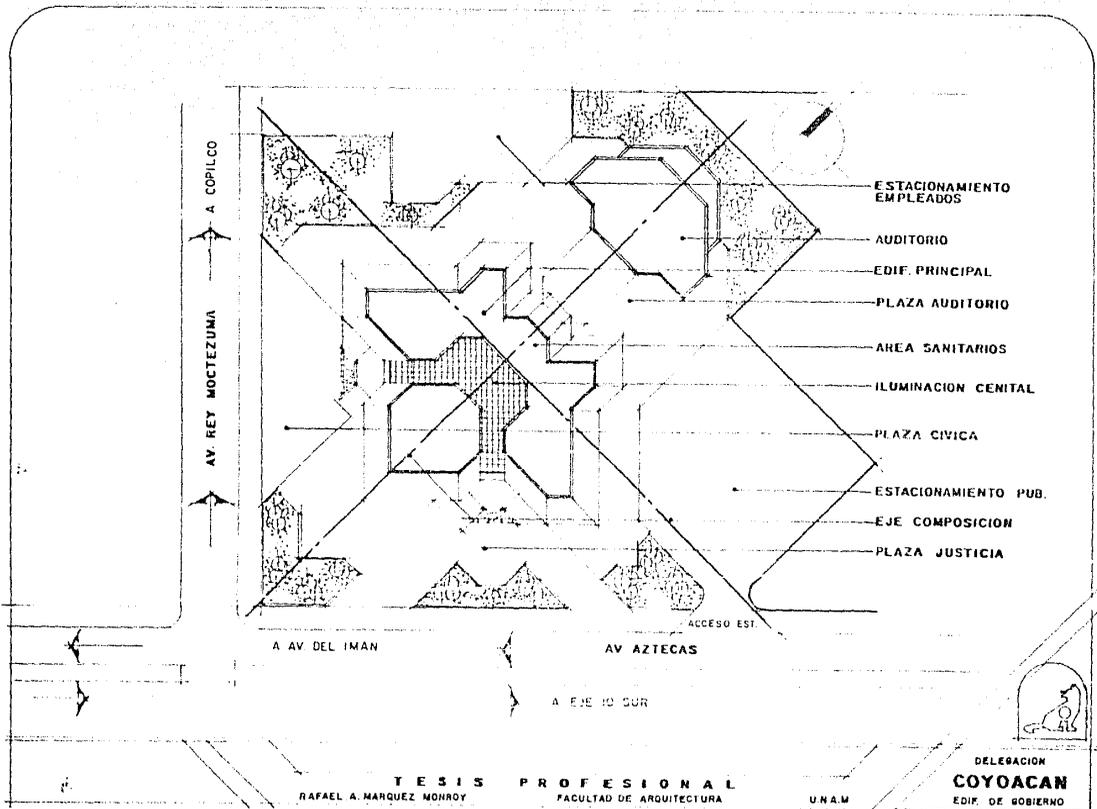 A COPILCO
AV. REY MOCTEZUMA
ESTACIONAMIENTO
EMPLEADOS
AUDITORIO
EDIF. PRINCIPAL
PLAZA AUDITORIO
AREA SANITARIOS
ILUMINACION CENITAL
PLAZA CIVICA
ESTACIONAMIENTO PUB.
EJE COMPOSICION
PLAZA JUSTICIA
ACCESO EST.
A AV. DEL IMAN
AV AZTECAS
A EJE 10 SUR
TESIS PROFESIONAL
RAFAEL A. MARQUEZ MONROY
FACULTAD DE ARQUITECTURA
U.N.A.M
DELEGACION
COYOACAN
EDIF. DE GOBIERNO